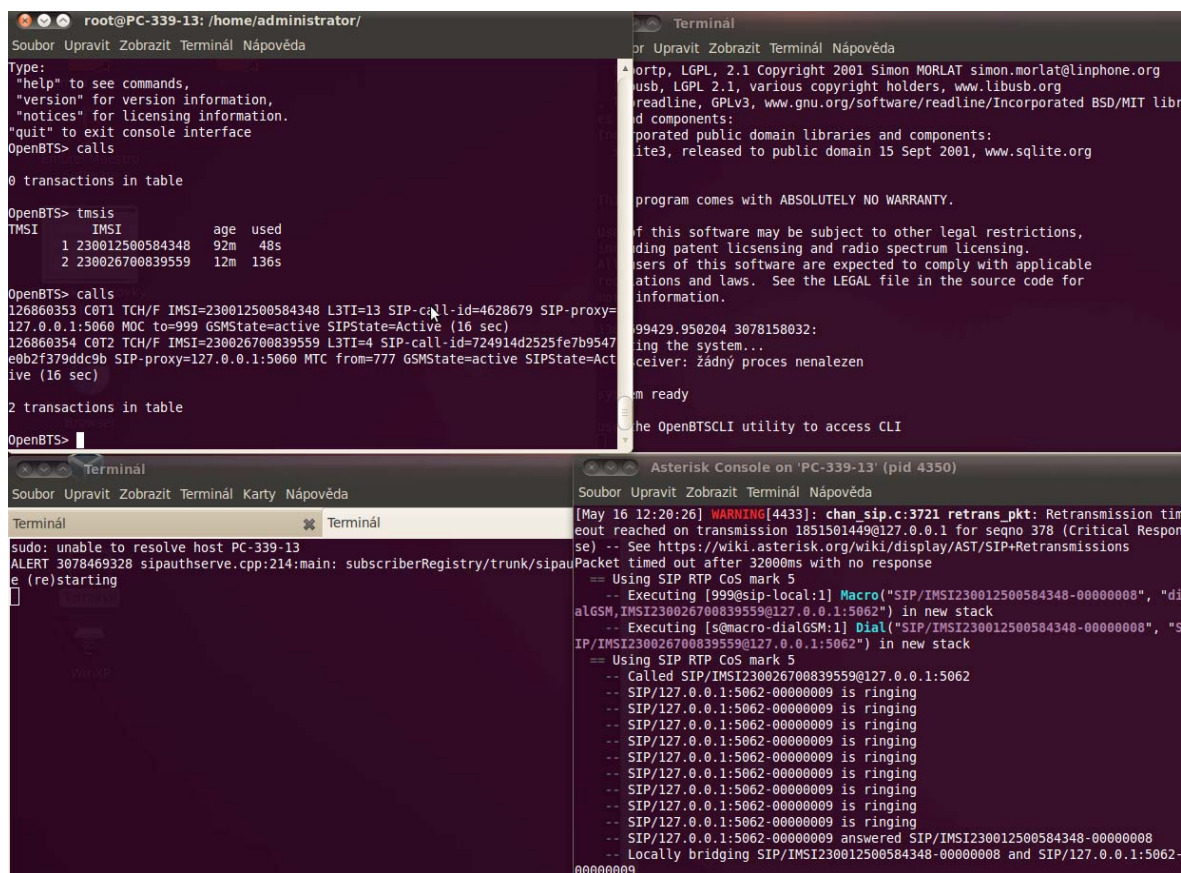 root@PC-339-13: /home/administrator/
Soubor Upravit Zobrazit Terminál Nápověda
Type:
"help" to see commands,
"version" for version information,
"notices" for licensing information.
"quit" to exit console interface
OpenBTS> calls
0 transactions in table
OpenBTS> tmsis
TMSI IMSI age used
1 230012500584348 92m 48s
2 230026700839559 12m 136s
OpenBTS> calls
126860353 C0T1 TCH/F IMSI=230012500584348 L3TI=13 SIP-call-id=4628679 SIP-proxy=
127.0.0.1:5060 MOC to=999 GSMState=active SIPState=Active (16 sec)
126860354 C0T2 TCH/F IMSI=230026700839559 L3TI=4 SIP-call-id=724914d2525fe7b9547
e0b2f379ddc9b SIP-proxy=127.0.0.1:5060 MTC from=777 GSMState=active SIPState=Act
ive (16 sec)
2 transactions in table
OpenBTS>
Terminál
or Upravit Zobrazit Terminál Nápověda
ortp, LGPL, 2.1 Copyright 2001 Simon MORLAT simon.morlat@linphone.org
usb, LGPL 2.1, various copyright holders, www.libusb.org
readline, GPLv3, www.gnu.org/software/readline/Incorporated BSD/MIT libr
d components:
rporated public domain libraries and components:
ite3, released to public domain 15 Sept 2001, www.sqlite.org
program comes with ABSOLUTELY NO WARRANTY.
of this software may be subject to other legal restrictions,
ding patent licsensing and radio spectrum licensing.
users of this software are expected to comply with applicable
ations and laws. See the LEGAL file in the source code for
information.
99429.950204 3078158032:
ing the system...
ceiver: žádný proces nenalezen
em ready
he OpenBTSCLI utility to access CLI
Terminál
Soubor Upravit Zobrazit Terminál Karty Nápověda
Terminál Terminál
sudo: unable to resolve host PC-339-13
ALERT 3078469328 sipauthserve.cpp:214:main: subscriberRegistry/trunk/sipau
e (re)starting
WinXP
Asterisk Console on 'PC-339-13' (pid 4350)
Soubor Upravit Zobrazit Terminál Nápověda
[May 16 12:20:26] WARNING[4433]: chan_sip.c:3721 retrans_pkt: Retransmission tim
eout reached on transmission 1851501449@127.0.0.1 for seqno 378 (Critical Respon
se) -- See https://wiki.asterisk.org/wiki/display/AST/SIP+Retransmissions
Packet timed out after 32000ms with no response
== Using SIP RTP CoS mark 5
-- Executing [999@sip-local:1] Macro("SIP/IMSI230012500584348-00000008", "di
alGSM,IMSI230026700839559@127.0.0.1:5062") in new stack
-- Executing [s@macro-dialGSM:1] Dial("SIP/IMSI230012500584348-00000008", "S
IP/IMSI230026700839559@127.0.0.1:5062") in new stack
== Using SIP RTP CoS mark 5
-- Called SIP/IMSI230026700839559@127.0.0.1:5062
-- SIP/127.0.0.1:5062-00000009 is ringing
-- SIP/127.0.0.1:5062-00000009 is ringing
-- SIP/127.0.0.1:5062-00000009 is ringing
-- SIP/127.0.0.1:5062-00000009 is ringing
-- SIP/127.0.0.1:5062-00000009 is ringing
-- SIP/127.0.0.1:5062-00000009 is ringing
-- SIP/127.0.0.1:5062-00000009 is ringing
-- SIP/127.0.0.1:5062-00000009 is ringing
-- SIP/127.0.0.1:5062-00000009 is ringing
-- SIP/127.0.0.1:5062-00000009 answered SIP/IMSI230012500584348-00000008
-- Locally bridging SIP/IMSI230012500584348-00000008 and SIP/127.0.0.1:5062-
00000009